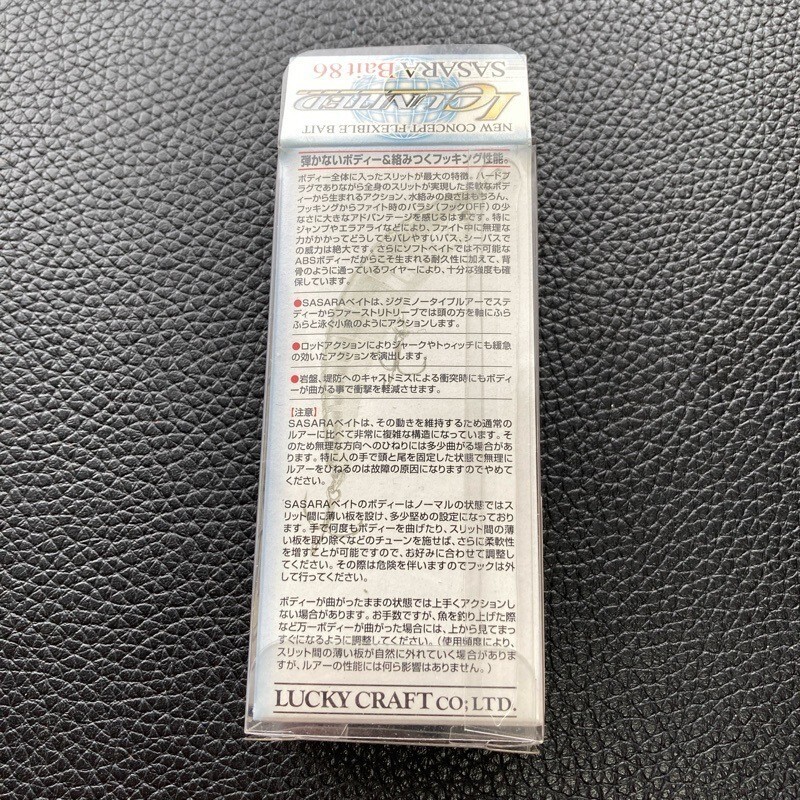 SASARA Bait 86
LC UNITED
NEW CONCEPT FLEXIBLE BAIT
弾かないボディー&絡みつくフッキング性能。
ボディー全体に入ったスリットが最大の特徴。ハードプ
ラグでありながら全身のスリットが実現した柔軟なボデ
ィーから生まれるアクション、水絡みの良さはもちろん、
フッキングからファイト時のバラシ(フックOFF)の少
なさに大きなアドバンテージを感じるはずです。特に
ジャンプやエラアライなどにより、ファイト中に無理な
力がかかってどうしてもバレやすいバス、シーバスで
の威力は絶大です。さらにソフトベイトでは不可能な
ABSボディーだからこそ生まれる耐久性に加えて、背
骨のように通っているワイヤーにより、十分な強度も確
保しています。
●SASARAベイトは、ジグミノータイプルアーでステ
ディーからファーストリトリーブでは頭の方を軸にふら
ふらと泳ぐ小魚のようにアクションします。
●ロッドアクションによりジャークやトゥィッチにも緩急
の効いたアクションを演出します。
●岩盤、堤防へのキャストミスによる衝突時にもボディ
ーが曲がる事で衝撃を軽減させます。
【注意】
SASARAベイトは、その動きを維持するため通常の
ルアーに比べて非常に複雑な構造になっています。そ
のため無理な方向へのひねりには多少曲がる場合があ
ります。特に人の手で頭と尾を固定した状態で無理に
ルアーをひねるのは故障の原因になりますのでやめて
ください。
SASARAベイトのボディーはノーマルの状態ではス
リット間に薄い板を設け、多少堅めの設定になっており
ます。手で何度もボディーを曲げたり、スリット間の薄
い板を取り除くなどのチューンを施せば、さらに柔軟性
を増すことが可能ですので、お好みに合わせて調整し
てください。その際は危険を伴いますのでフックは外
して行ってください。
ボディーが曲がったままの状態では上手くアクションし
ない場合があります。お手数ですが、魚を釣り上げた際
など万一ボディーが曲がった場合には、上から見てまっ
すぐになるように調整してください。(使用頻度により、
スリット間の薄い板が自然に外れていく場合がありま
すが、ルアーの性能には何ら影響はありません。)
LUCKY CRAFT CO; LTD.